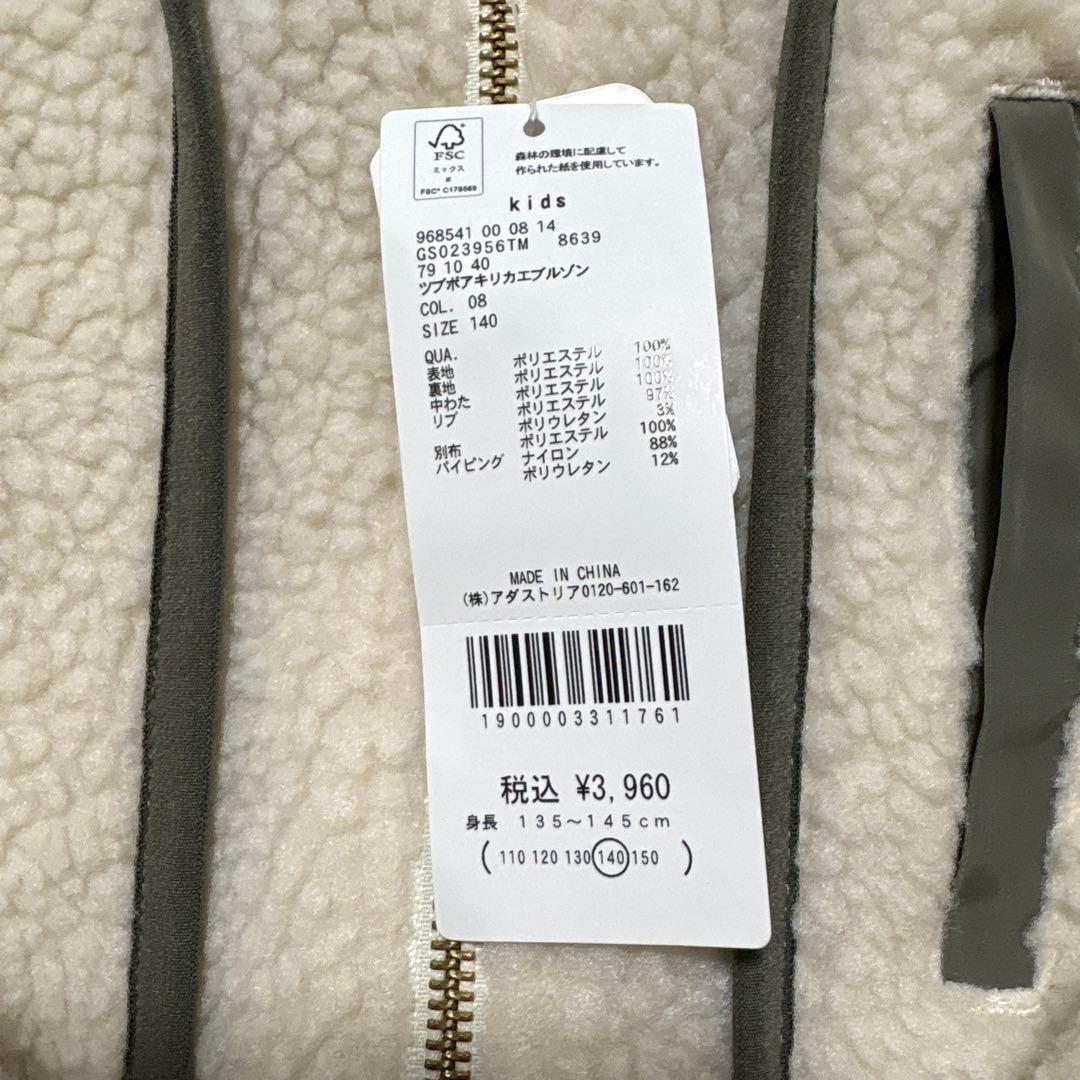 FSC
ミックス
紙
FSC® C178569
森林の環境に配慮して
作られた紙を使用しています。
kids
968541 00 08 14
GS023956TM 8639
79 10 40
ツブボアキリカエブルゾン
COL. 08
SIZE 140
QUA.
表地 ポリエステル 100%
裏地 ポリエステル 100%
中わた ポリエステル 100%
リブ ポリエステル 97%
ポリウレタン 3%
別布 ポリエステル 100%
パイピング ナイロン 88%
ポリウレタン 12%
MADE IN CHINA
(株)アダストリア0120-601-162
1900003311761
税込 ¥3,960
身長 135～145cm
(110 120 130 140 150)